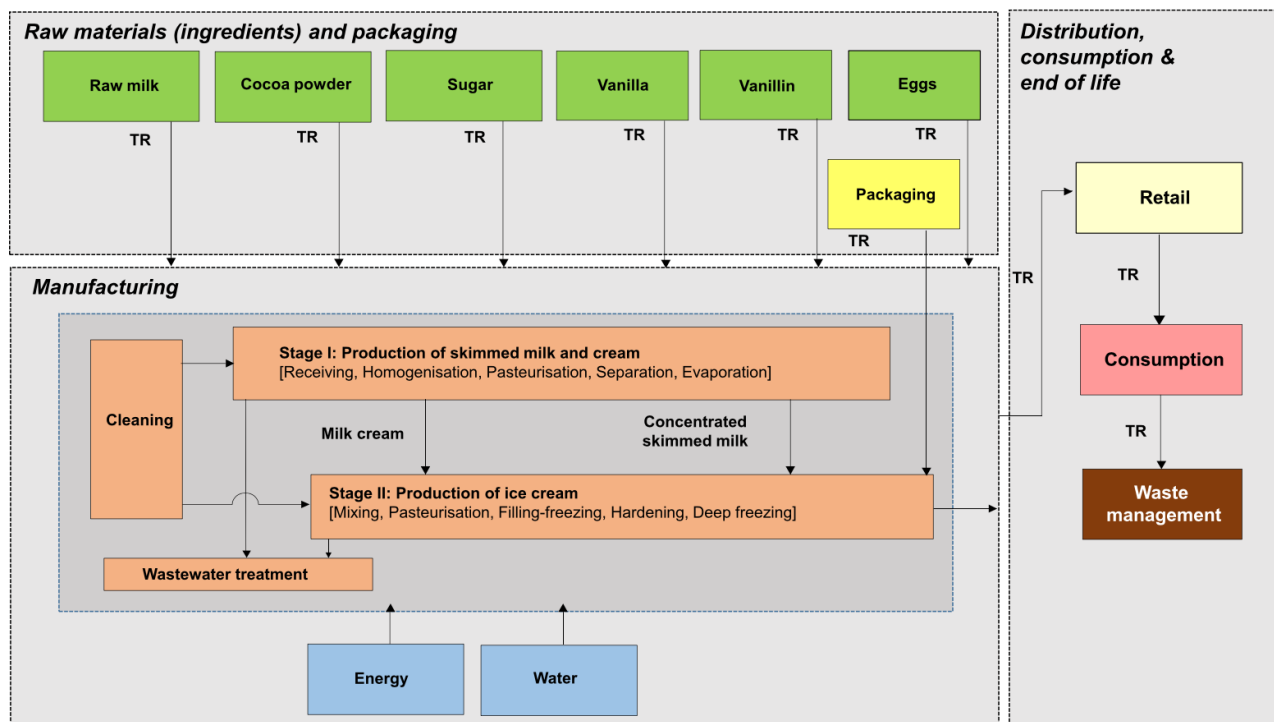 Raw materials (ingredients) and packaging
Raw milk
Cocoa powder
Sugar
Vanilla
Vanillin
Eggs
TR
TR
TR
TR
TR
TR
Packaging
TR
Manufacturing
Cleaning
Stage I: Production of skimmed milk and cream
[Receiving, Homogenisation, Pasteurisation, Separation, Evaporation]
Milk cream
Concentrated
skimmed milk
Stage II: Production of ice cream
[Mixing, Pasteurisation, Filling-freezing, Hardening, Deep freezing]
Wastewater treatment
Energy
Water
TR
Distribution,
consumption &
end of life
Retail
TR
Consumption
TR
Waste
management